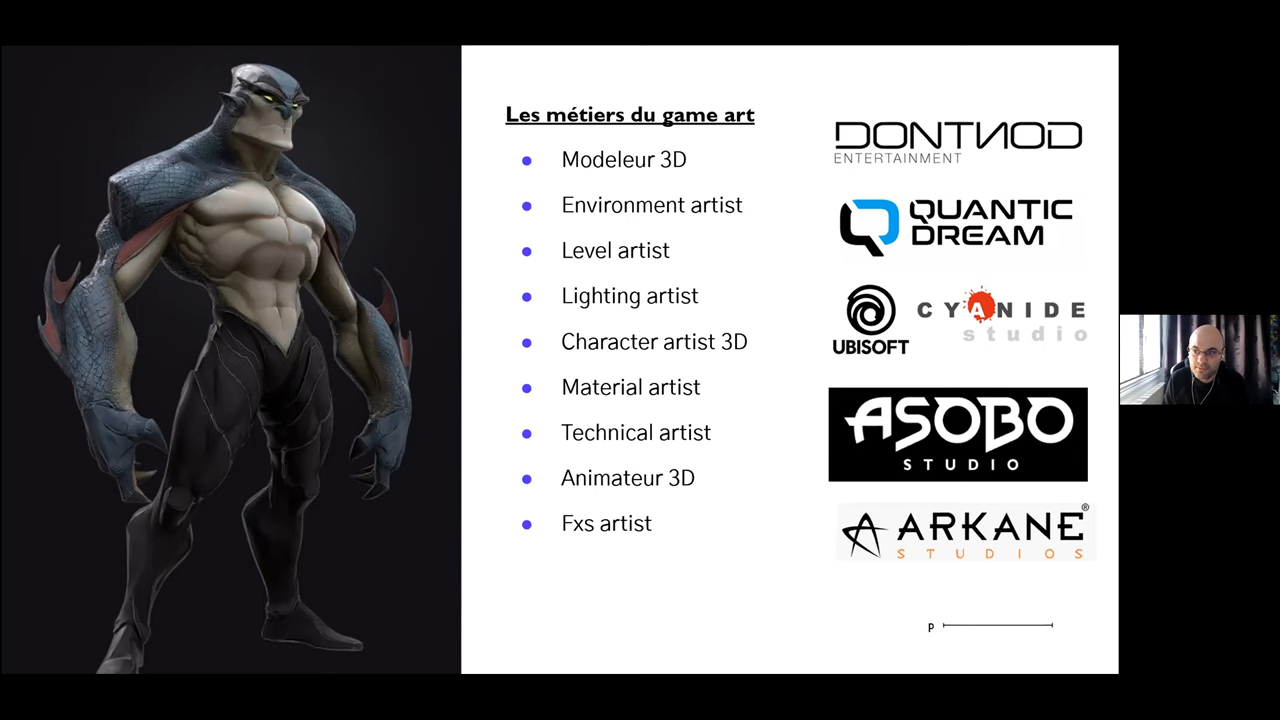 Les métiers du game art
Modeleur 3D
Environment artist
Level artist
Lighting artist
Character artist 3D
Material artist
Technical artist
Animateur 3D
Fxs artist
DONTNOD
ENTERTAINMENT
QUANTIC
DREAM
UBISOFT
CYANIDE
studio
ASOBO
STUDIO
ARKANE®
STUDIOS
P